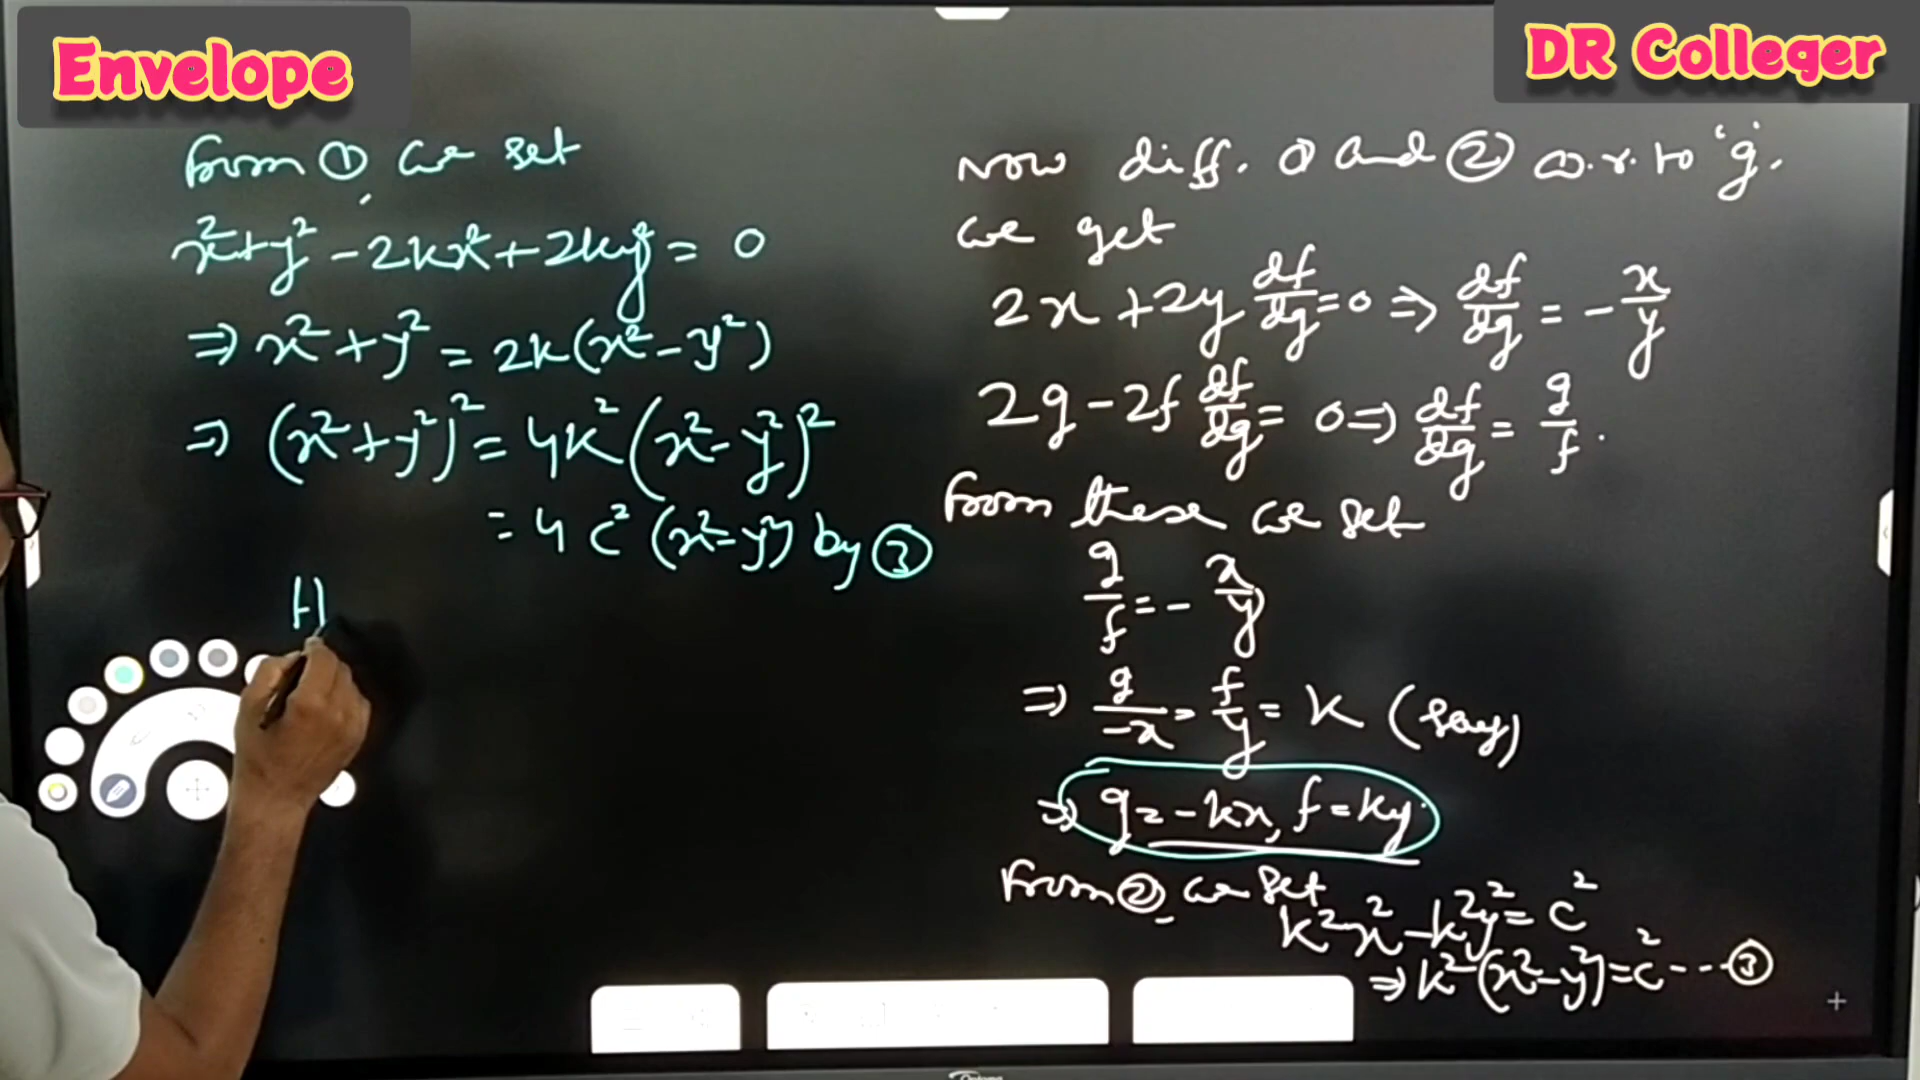 Envelope
DR Colleger
From ① we get
x²+y² - 2kx² + 2ky² = 0
⇒ x² + y² = 2k(x² - y²)
⇒ (x² + y²)² = 4k²(x² - y²)²
= 4c² (x² - y²) by ③
H
Now diff. ① and ② w.r. to 'g'.
we get
2x + 2y df/dg = 0 ⇒ df/dg = - x/y
2g - 2f df/dg = 0 ⇒ df/dg = g/f .
From these we get
g/f = - x/y
⇒ g/-x = f/y = k (say)
⇒ g = -kx, f = ky
From ② we get
k²x² - k²y² = c²
⇒ k² (x² - y²) = c² --- ③
Optoma